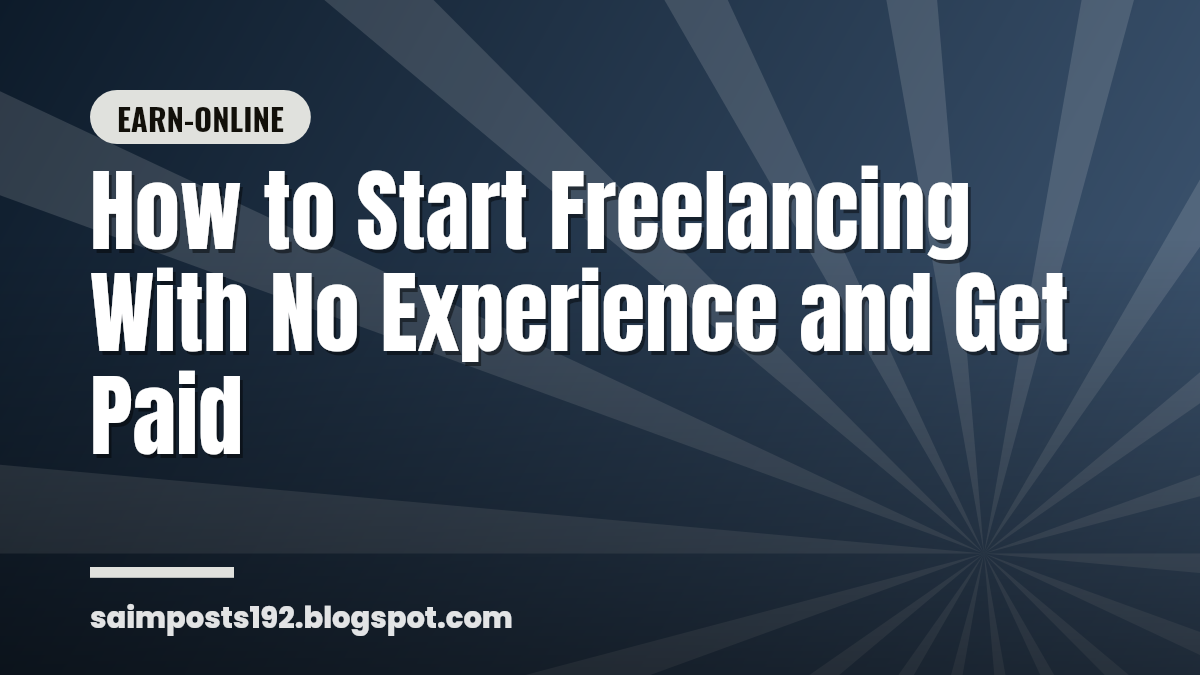 EARN-ONLINE
How to Start Freelancing
With No Experience and Get
Paid
saimposts192.blogspot.com